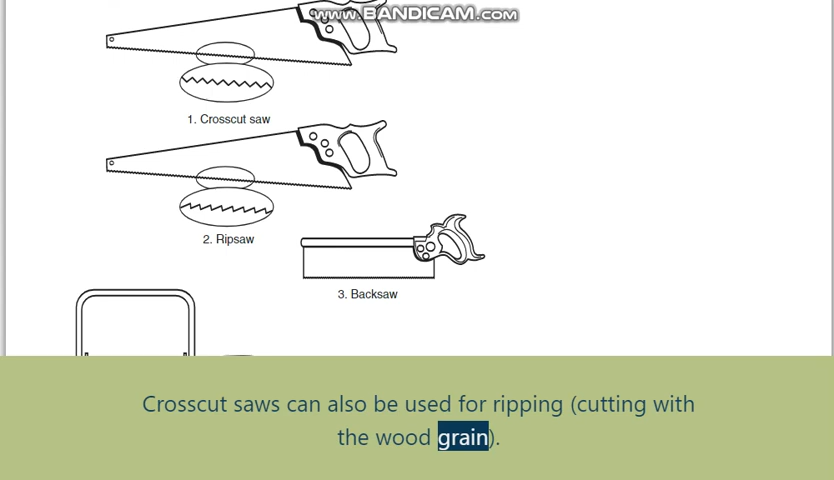 www.BANDICAM.com
1. Crosscut saw
2. Ripsaw
3. Backsaw
Crosscut saws can also be used for ripping (cutting with
the wood grain).